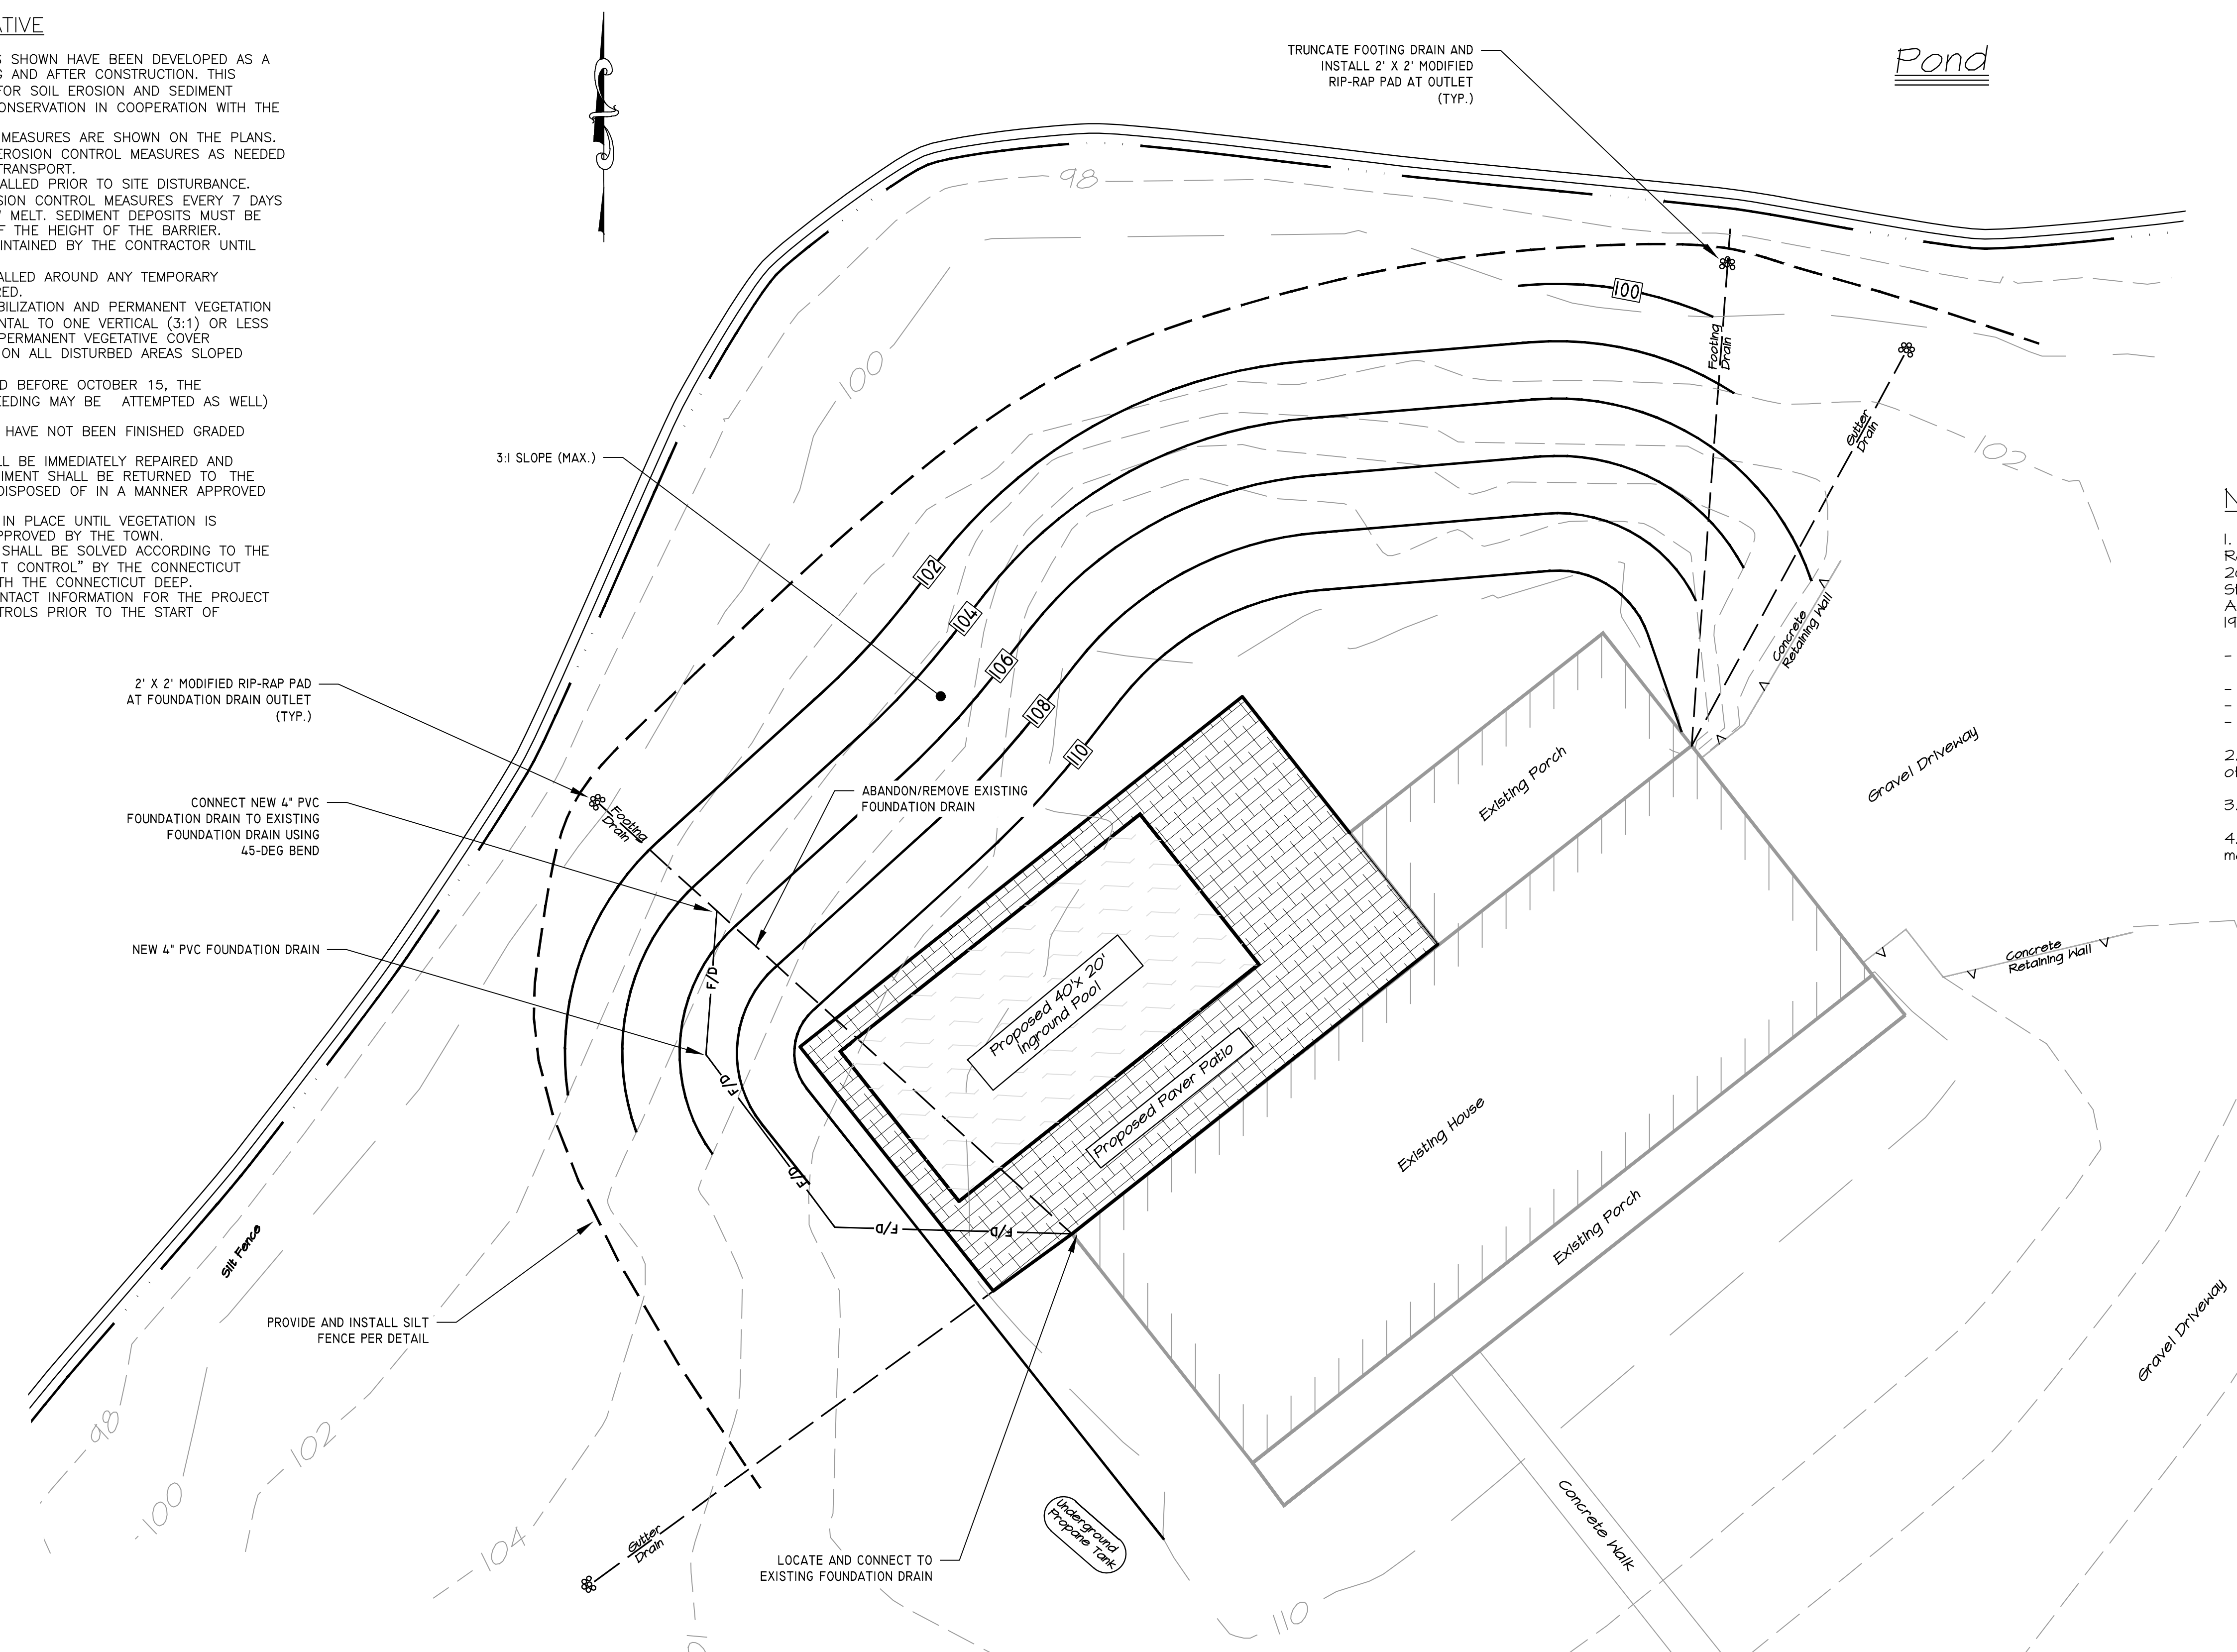 ATIVE
S SHOWN HAVE BEEN DEVELOPED AS A
G AND AFTER CONSTRUCTION. THIS
FOR SOIL EROSION AND SEDIMENT
ONSERVATION IN COOPERATION WITH THE
MEASURES ARE SHOWN ON THE PLANS.
EROSION CONTROL MEASURES AS NEEDED
TRANSPORT.
ALLED PRIOR TO SITE DISTURBANCE.
SION CONTROL MEASURES EVERY 7 DAYS
MELT. SEDIMENT DEPOSITS MUST BE
F THE HEIGHT OF THE BARRIER.
INTAINED BY THE CONTRACTOR UNTIL
ALLED AROUND ANY TEMPORARY
RED.
BILIZATION AND PERMANENT VEGETATION
NTAL TO ONE VERTICAL (3:1) OR LESS
PERMANENT VEGETATIVE COVER
ON ALL DISTURBED AREAS SLOPED
D BEFORE OCTOBER 15, THE
EEDING MAY BE ATTEMPTED AS WELL)
HAVE NOT BEEN FINISHED GRADED
LL BE IMMEDIATELY REPAIRED AND
DIMENT SHALL BE RETURNED TO THE
DISPOSED OF IN A MANNER APPROVED
IN PLACE UNTIL VEGETATION IS
PPROVED BY THE TOWN.
SHALL BE SOLVED ACCORDING TO THE
T CONTROL" BY THE CONNECTICUT
TH THE CONNECTICUT DEEP.
NTACT INFORMATION FOR THE PROJECT
TROLS PRIOR TO THE START OF
TRUNCATE FOOTING DRAIN AND
INSTALL 2' X 2' MODIFIED
RIP-RAP PAD AT OUTLET
(TYP.)
Pond
98
100
100
3:1 SLOPE (MAX.)
Footing
Drain
Gutter
Drain
102
102
104
106
108
110
Concrete
Retaining Wall
2' X 2' MODIFIED RIP-RAP PAD
AT FOUNDATION DRAIN OUTLET
(TYP.)
CONNECT NEW 4" PVC
FOUNDATION DRAIN TO EXISTING
FOUNDATION DRAIN USING
45-DEG BEND
Footing
Drain
ABANDON/REMOVE EXISTING
FOUNDATION DRAIN
Existing Porch
Gravel Driveway
NEW 4" PVC FOUNDATION DRAIN
F/D
F/D
F/D
F/D
F/D
Proposed 40'x 20'
Inground Pool
Proposed Paver Patio
Existing House
Existing Porch
Concrete
Retaining Wall
Gravel Driveway
Silt Fence
PROVIDE AND INSTALL SILT
FENCE PER DETAIL
98
100
102
104
Gutter
Drain
LOCATE AND CONNECT TO
EXISTING FOUNDATION DRAIN
Underground
Propane Tank
110
Concrete Walk
N
1.
R
20
S
A
19
-
-
-
-
2.
of
3.
4.
m